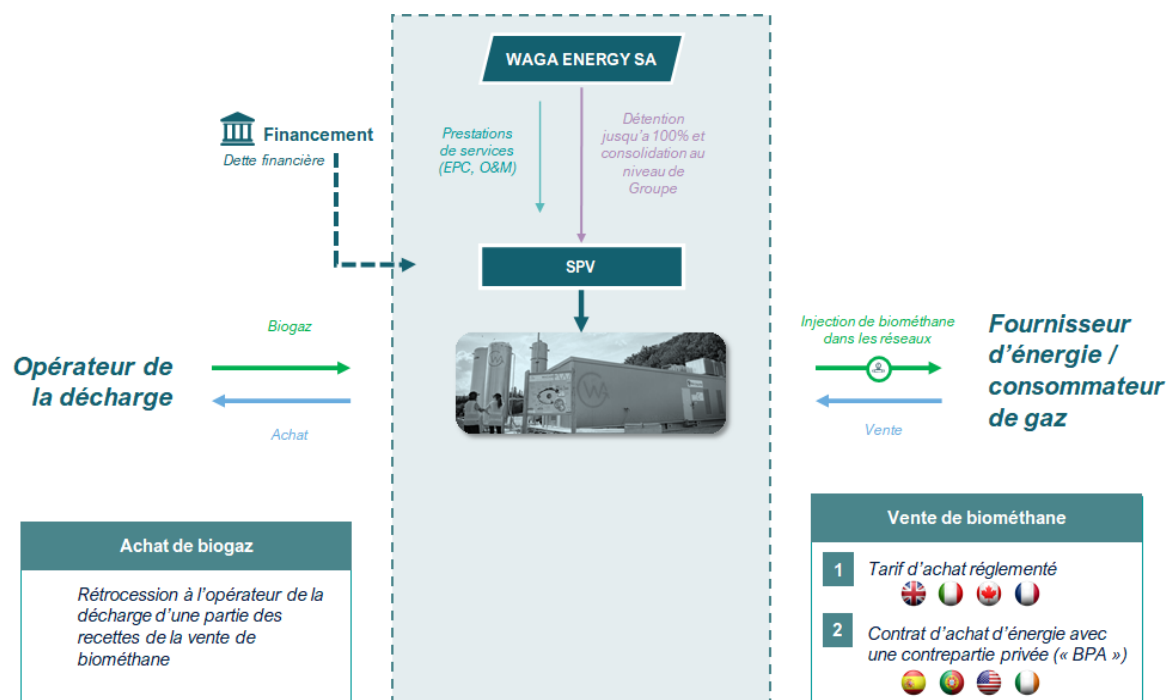 WAGA ENERGY SA
Financement
Dette financière
Prestations
de services
(EPC, O&M)
Détention
jusqu'a 100% et
consolidation au
niveau de
Groupe
SPV
Opérateur de
la décharge
Biogaz
Achat
Injection de biométhane
dans les réseaux
Vente
Fournisseur
d'énergie /
consommateur
de gaz
Achat de biogaz
Rétrocession à l'opérateur de la
décharge d'une partie des
recettes de la vente de
biométhane
Vente de biométhane
1
Tarif d'achat réglementé
2
Contrat d'achat d'énergie avec
une contrepartie privée (« BPA »)